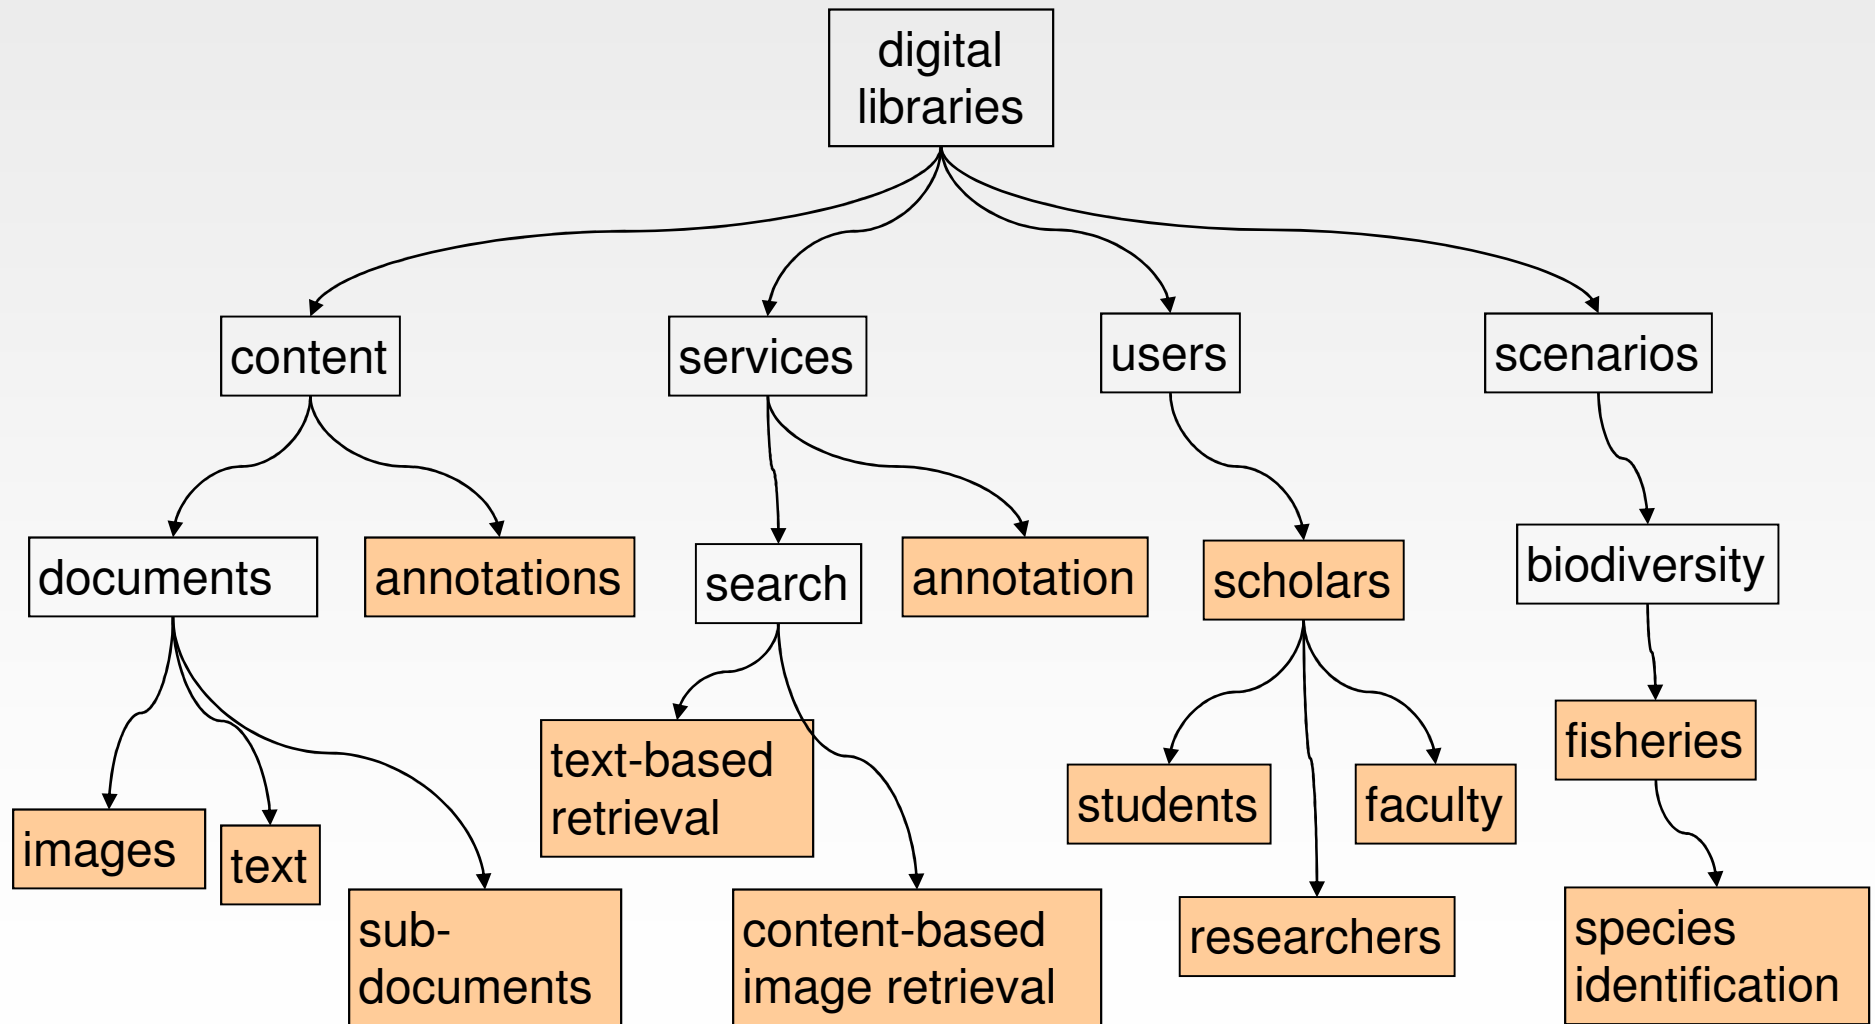 digital
libraries
content
services
users
scenarios
documents
annotations
search
annotation
scholars
biodiversity
text-based
retrieval
students
faculty
fisheries
images
text
sub-
documents
content-based
image retrieval
researchers
species
identification